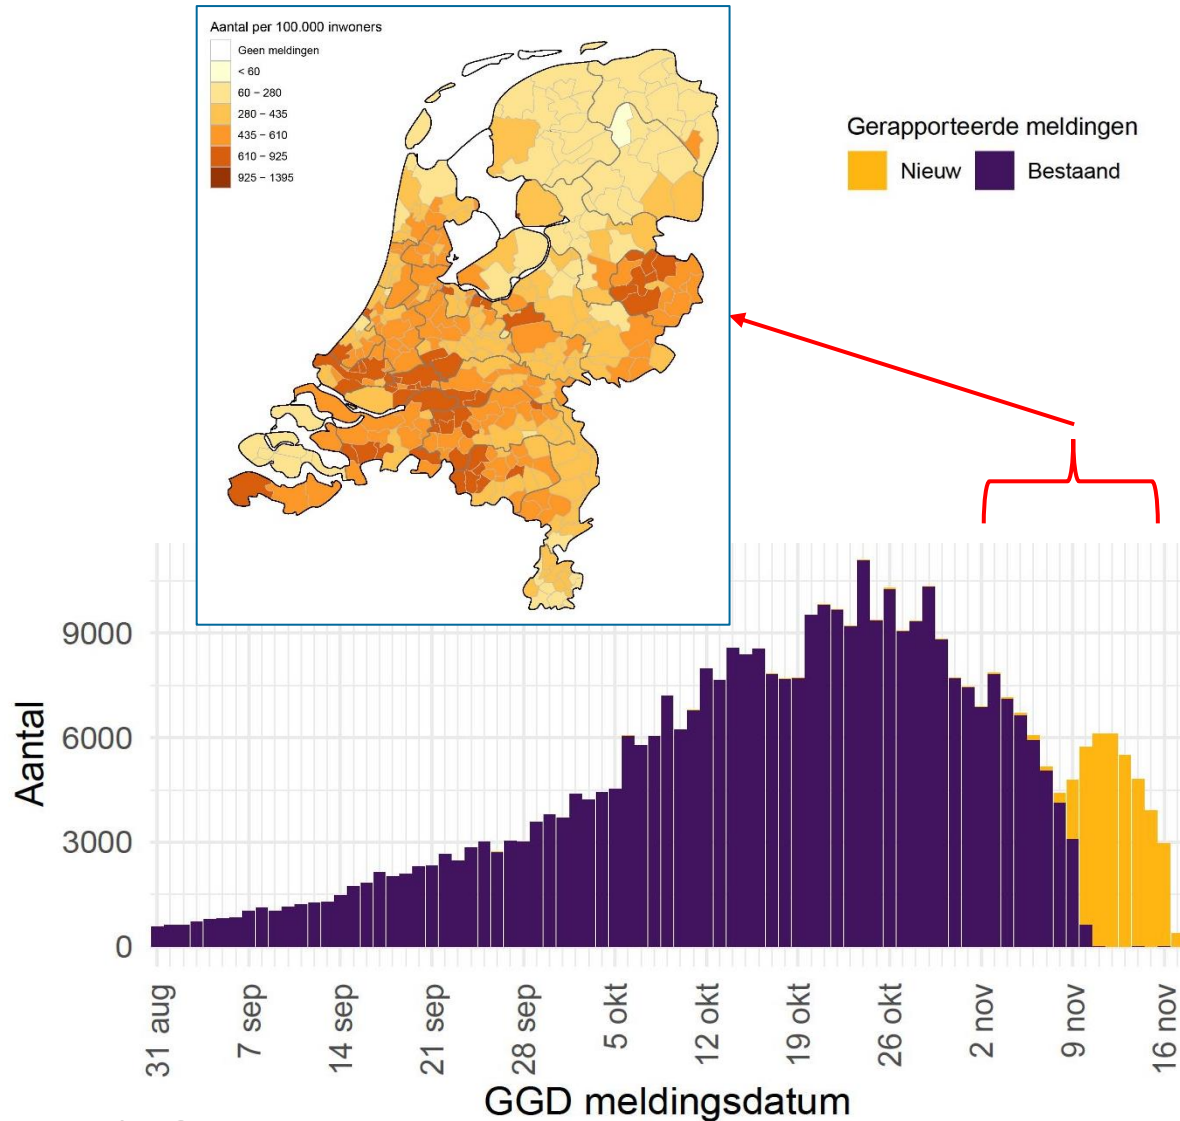 Aantal per 100.000 inwoners
Geen meldingen
< 60
60 – 280
280 – 435
435 – 610
610 – 925
925 – 1395
Gerapporteerde meldingen
Nieuw
Bestaand
Aantal
9000
6000
3000
0
31 aug
7 sep
14 sep
21 sep
28 sep
5 okt
12 okt
19 okt
26 okt
2 nov
9 nov
16 nov
GGD meldingsdatum